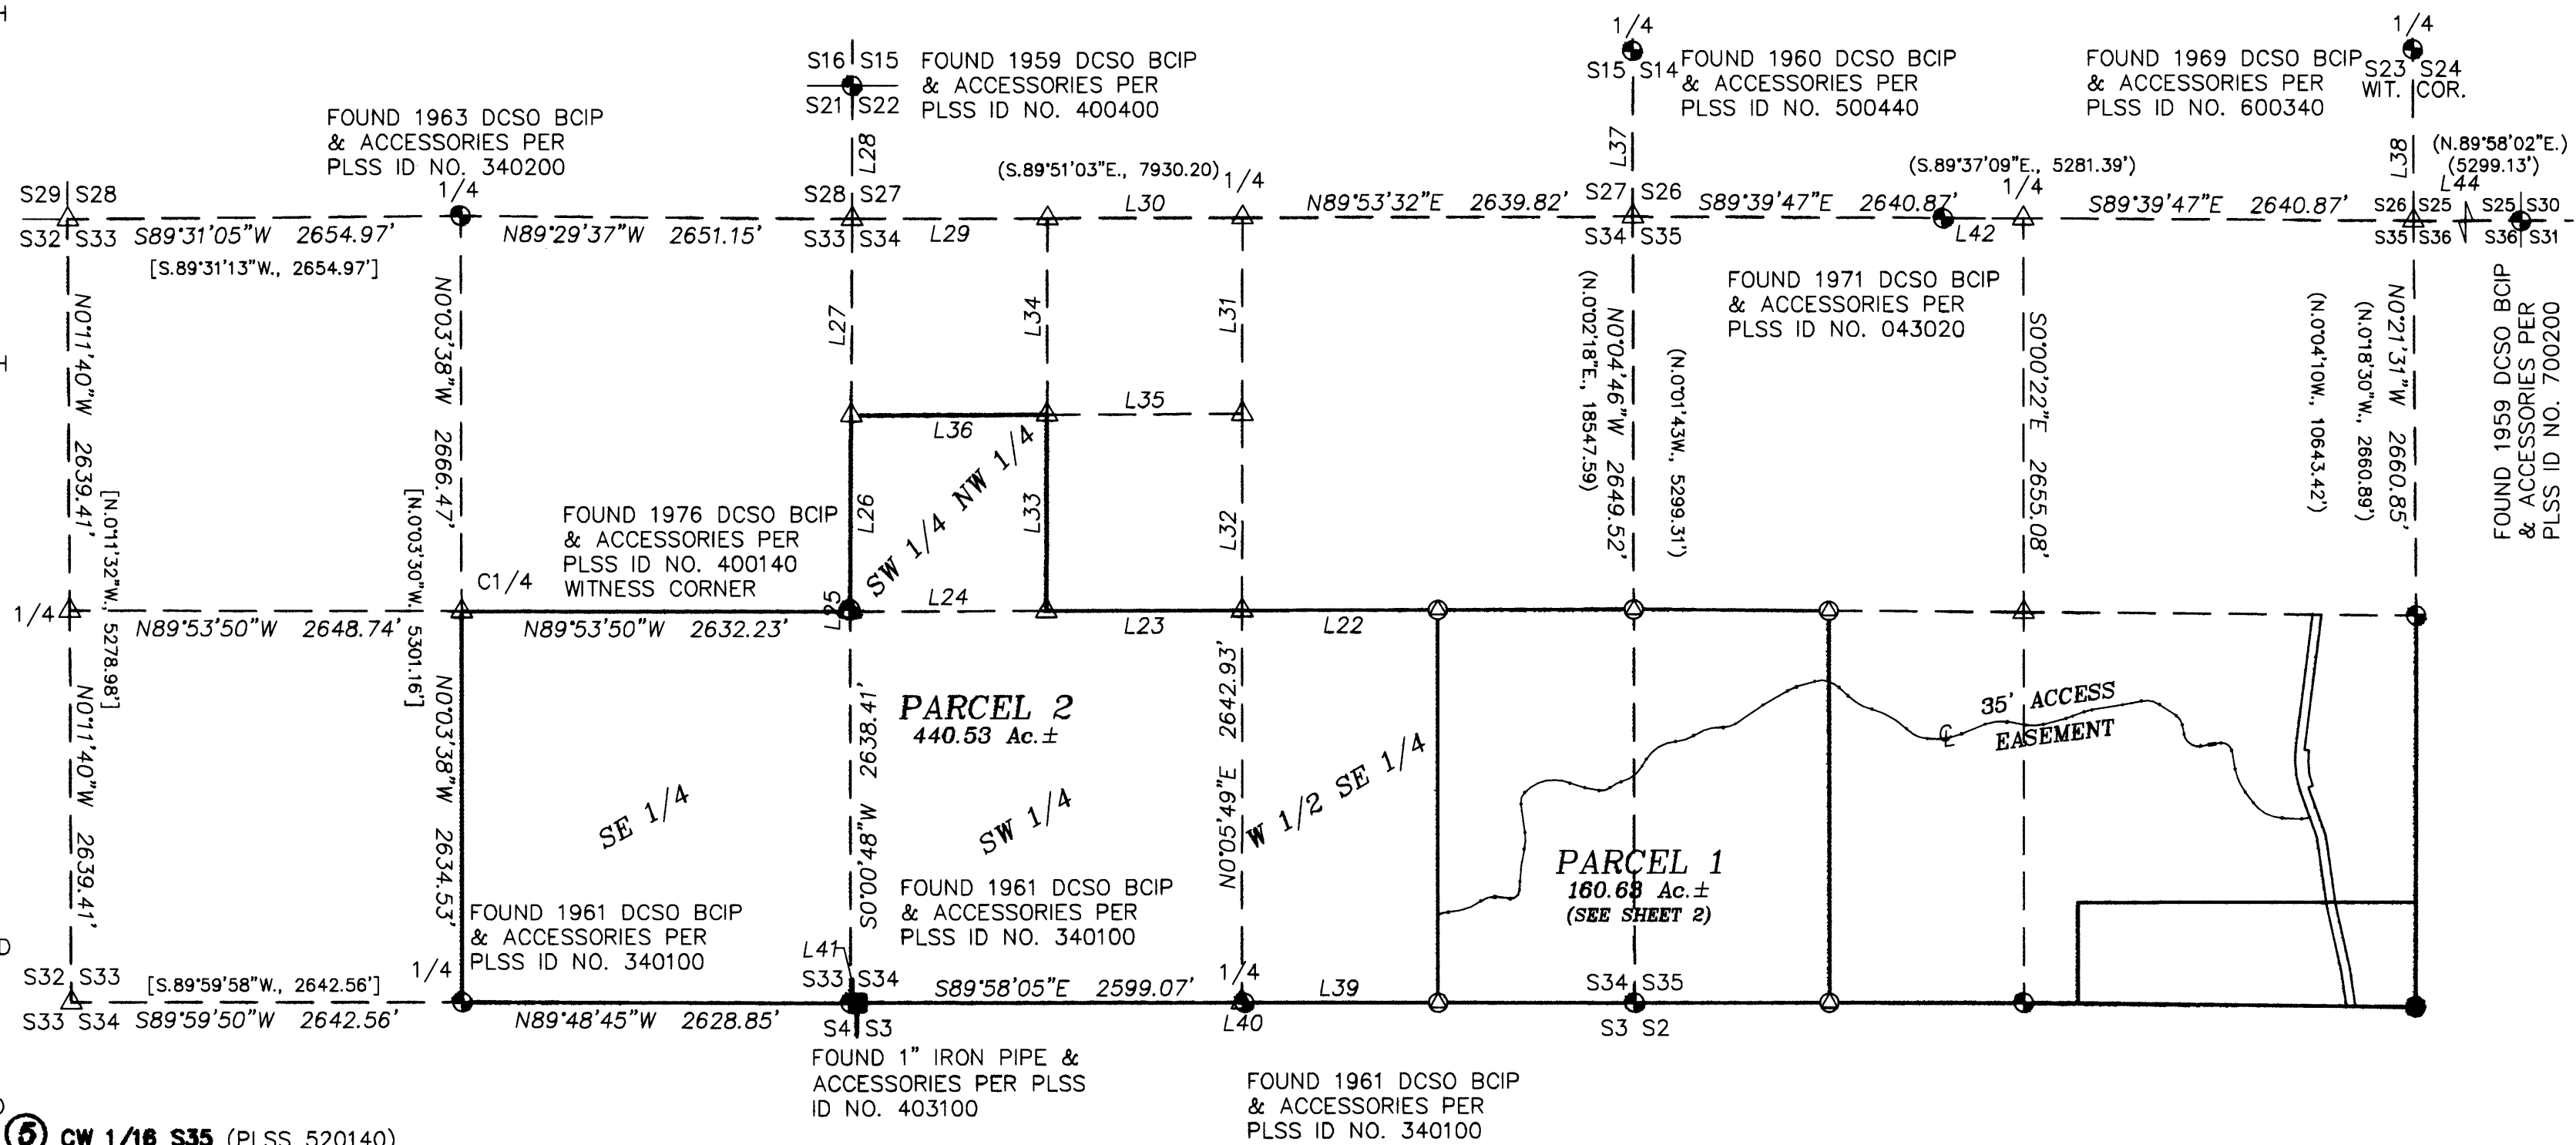 1/4
1/4
S16 S15
S21 S22
FOUND 1959 DCSO BCIP
& ACCESSORIES PER
PLSS ID NO. 400400
S15 S14
FOUND 1960 DCSO BCIP
& ACCESSORIES PER
PLSS ID NO. 500440
FOUND 1969 DCSO BCIP
& ACCESSORIES PER
PLSS ID NO. 600340
S23 S24
WIT. COR.
FOUND 1963 DCSO BCIP
& ACCESSORIES PER
PLSS ID NO. 340200
1/4
L28
L37
L38
(S.89°51'03"E., 7930.20)
1/4
(S.89°37'09"E., 5281.39')
1/4
(N.89°58'02"E.)
(5299.13')
L44
S29 S28
S32 S33
S89°31'05"W 2654.97'
[S.89°31'13"W., 2654.97']
N89°29'37"W 2651.15'
S28 S27
S33 S34
L29
L30
N89°53'32"E 2639.82'
S27 S26
S34 S35
S89°39'47"E 2640.87'
L42
S89°39'47"E 2640.87'
S26 S25
S35 S36
S25 S30
S36 S31
FOUND 1971 DCSO BCIP
& ACCESSORIES PER
PLSS ID NO. 043020
FOUND 1959 DCSO BCIP
& ACCESSORIES PER
PLSS ID NO. 700200
N0°11'40"W 2639.41'
[N.0°11'32"W., 5278.98']
N0°03'38"W 2666.47'
[N.0°03'30"W. 5301.16']
L27
L34
L31
(N.0°02'18"E., 18547.59)
N0°04'46"W 2649.52'
(N.0°01'43W., 5299.31')
S0°00'22"E 2655.08'
(N.0°04'10W., 10643.42')
(N.0°18'30"W., 2660.89')
N0°21'31"W 2660.85'
L36
L35
L26
SW 1/4 NW 1/4
L33
L32
FOUND 1976 DCSO BCIP
& ACCESSORIES PER
PLSS ID NO. 400140
WITNESS CORNER
C1/4
L25
L24
1/4
N89°53'50"W 2648.74'
N89°53'50"W 2632.23'
L23
L22
N0°11'40"W 2639.41'
N0°03'38"W 2634.53'
S0°00'48"W 2638.41'
PARCEL 2
440.53 Ac.±
N0°05'49"E 2642.93'
35' ACCESS
EASEMENT
℄
SE 1/4
SW 1/4
W 1/2 SE 1/4
PARCEL 1
160.68 Ac.±
(SEE SHEET 2)
FOUND 1961 DCSO BCIP
& ACCESSORIES PER
PLSS ID NO. 340100
FOUND 1961 DCSO BCIP
& ACCESSORIES PER
PLSS ID NO. 340100
L41
S32 S33
S33 S34
[S.89°59'58"W., 2642.56']
S89°59'50"W 2642.56'
1/4
N89°48'45"W 2628.85'
S33 S34
S4 S3
S89°58'05"E 2599.07'
1/4
L40
L39
S34 S35
S3 S2
FOUND 1" IRON PIPE &
ACCESSORIES PER PLSS
ID NO. 403100
FOUND 1961 DCSO BCIP
& ACCESSORIES PER
PLSS ID NO. 340100
5 CW 1/16 S35 (PLSS 520140)